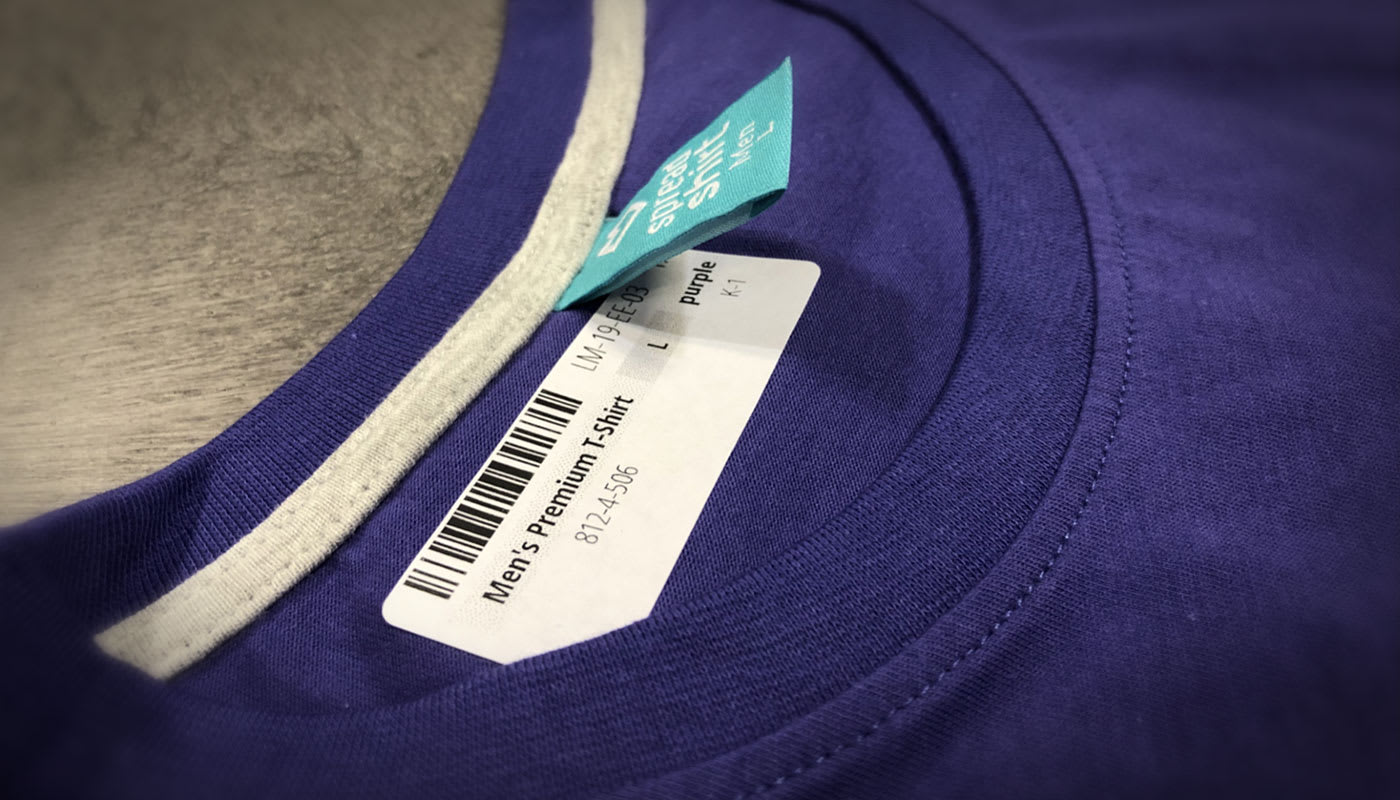 spread
shirt
Men
L
LM-19-EE-03
L
purple
K-1
Men's Premium T-Shirt
812-4-506